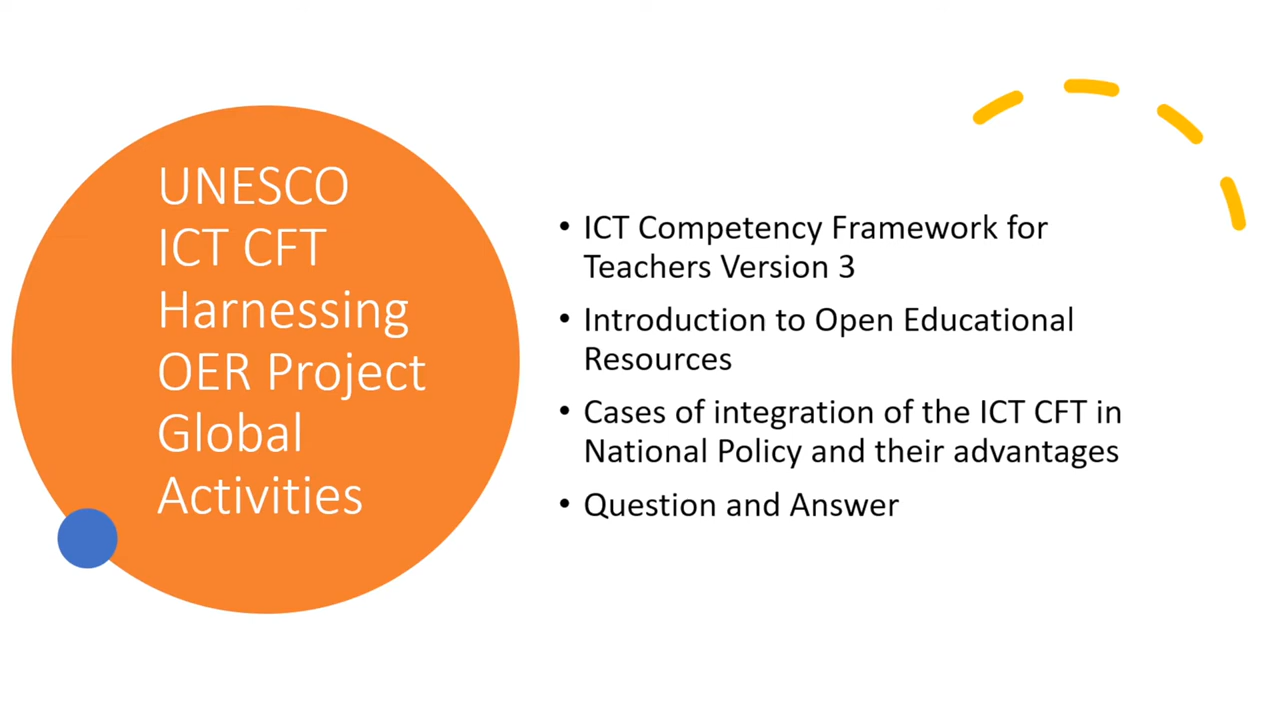 UNESCO
ICT CFT
Harnessing
OER Project
Global
Activities
• ICT Competency Framework for
Teachers Version 3
• Introduction to Open Educational
Resources
• Cases of integration of the ICT CFT in
National Policy and their advantages
• Question and Answer